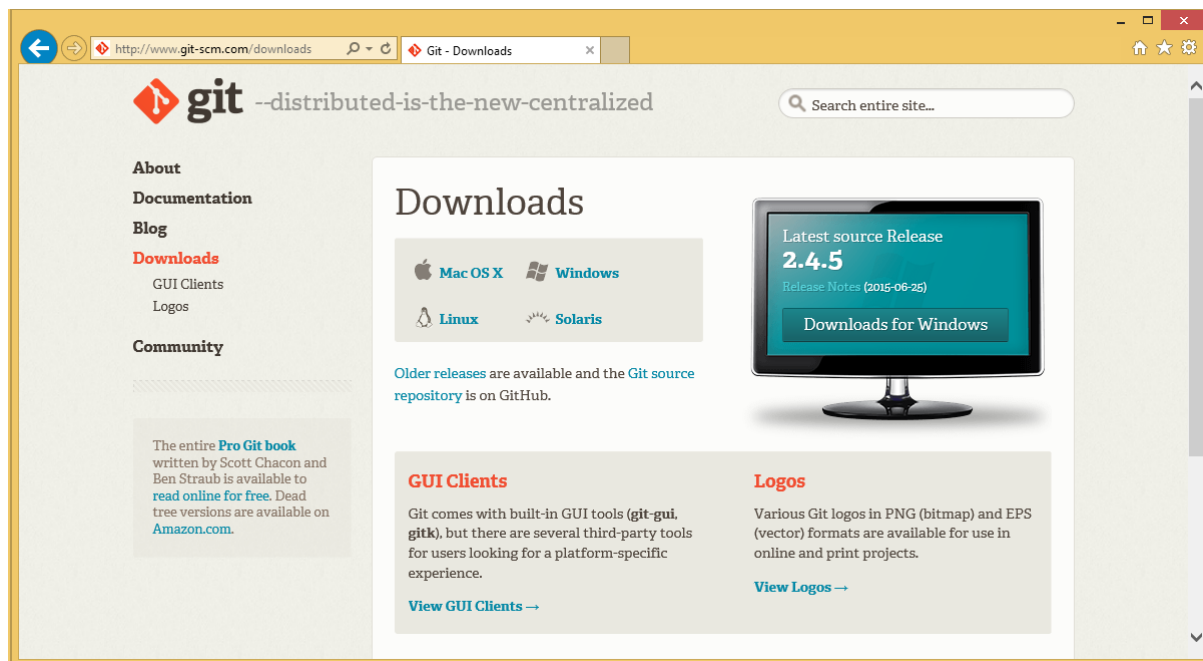 http://www.git-scm.com/downloads
Git - Downloads
git --distributed-is-the-new-centralized
Search entire site...
About
Documentation
Blog
Downloads
GUI Clients
Logos
Community
The entire Pro Git book
written by Scott Chacon and
Ben Straub is available to
read online for free. Dead
tree versions are available on
Amazon.com.
Downloads
Mac OS X
Windows
Linux
Solaris
Older releases are available and the Git source
repository is on GitHub.
Latest source Release
2.4.5
Release Notes (2015-06-25)
Downloads for Windows
GUI Clients
Git comes with built-in GUI tools (git-gui,
gitk), but there are several third-party tools
for users looking for a platform-specific
experience.
View GUI Clients →
Logos
Various Git logos in PNG (bitmap) and EPS
(vector) formats are available for use in
online and print projects.
View Logos →